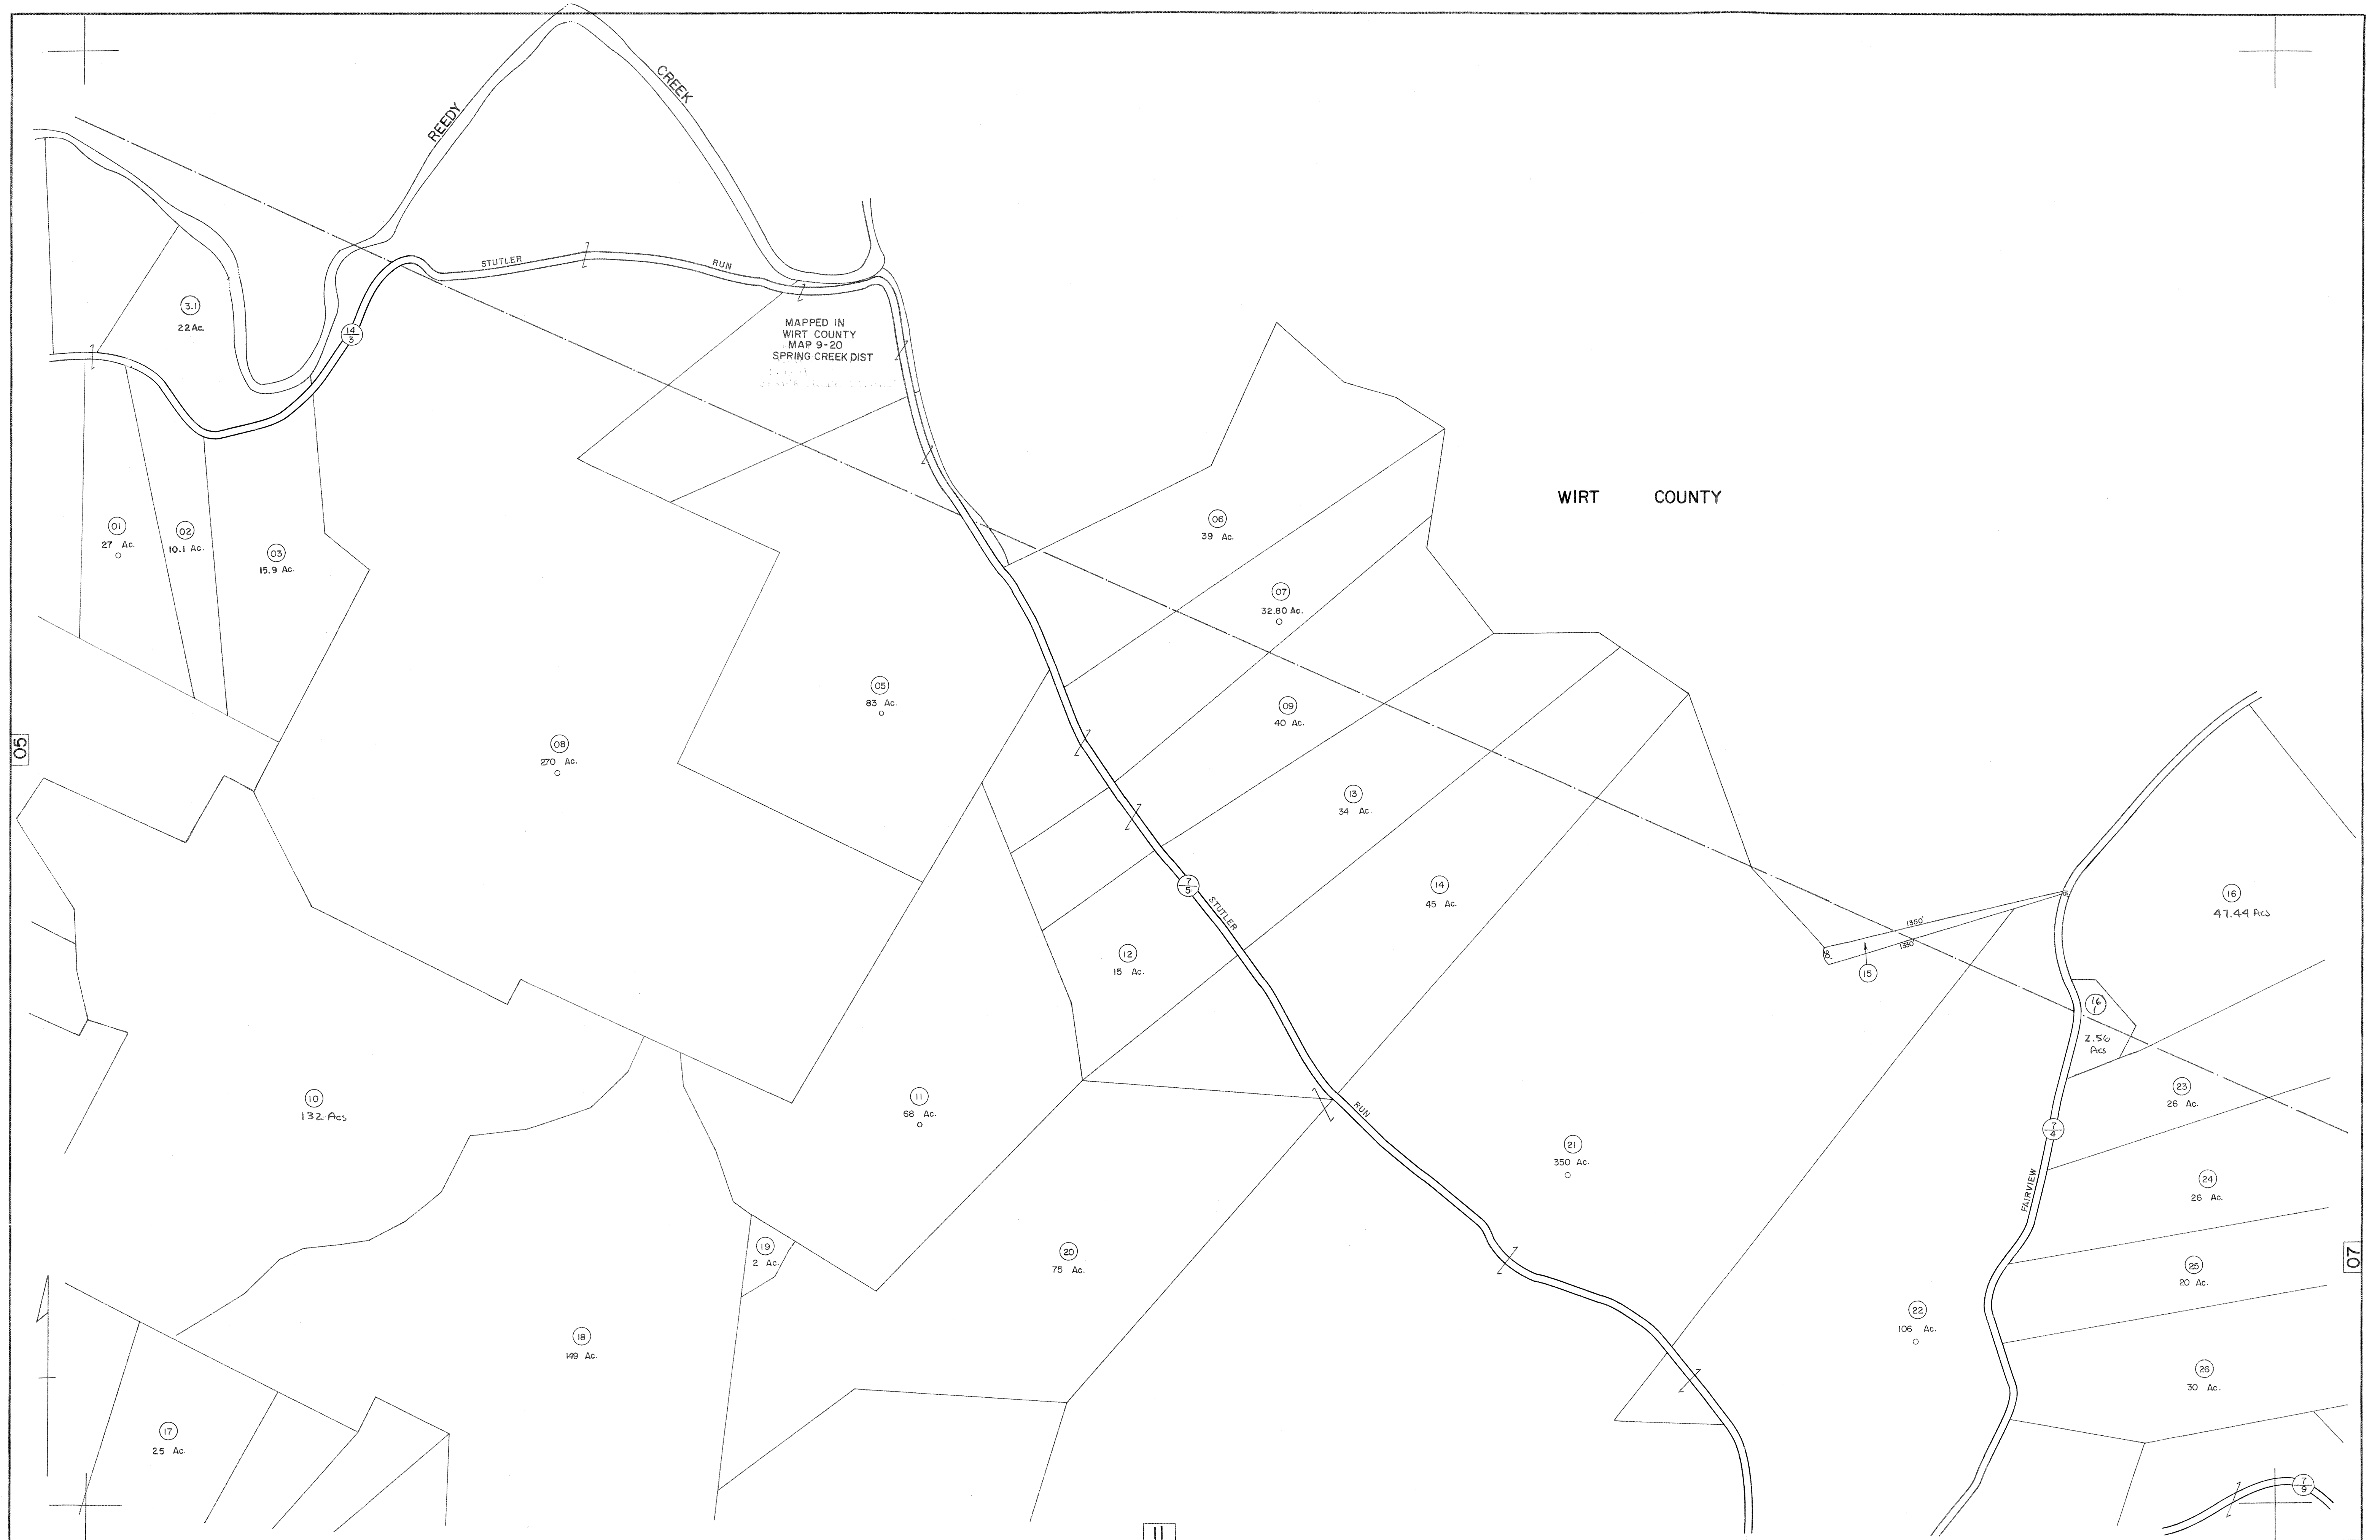 REEDY
CREEK
STUTLER
RUN
3.1
22 Ac.
14
3
MAPPED IN
WIRT COUNTY
MAP 9-20
SPRING CREEK DIST
WIRT COUNTY
01
27 Ac.
02
10.1 Ac.
03
15.9 Ac.
06
39 Ac.
07
32.80 Ac.
05
83 Ac.
09
40 Ac.
05
08
270 Ac.
13
34 Ac.
7
5
STUTLER
14
45 Ac.
16
47.44 Acs
1350'
1350'
8'
15
12
15 Ac.
16
1
2.56
Acs
10
132 Acs
11
68 Ac.
RUN
21
350 Ac.
23
26 Ac.
7
4
FAIRVIEW
24
26 Ac.
19
2 Ac.
20
75 Ac.
07
25
20 Ac.
22
106 Ac.
18
149 Ac.
26
30 Ac.
17
25 Ac.
7
9
11